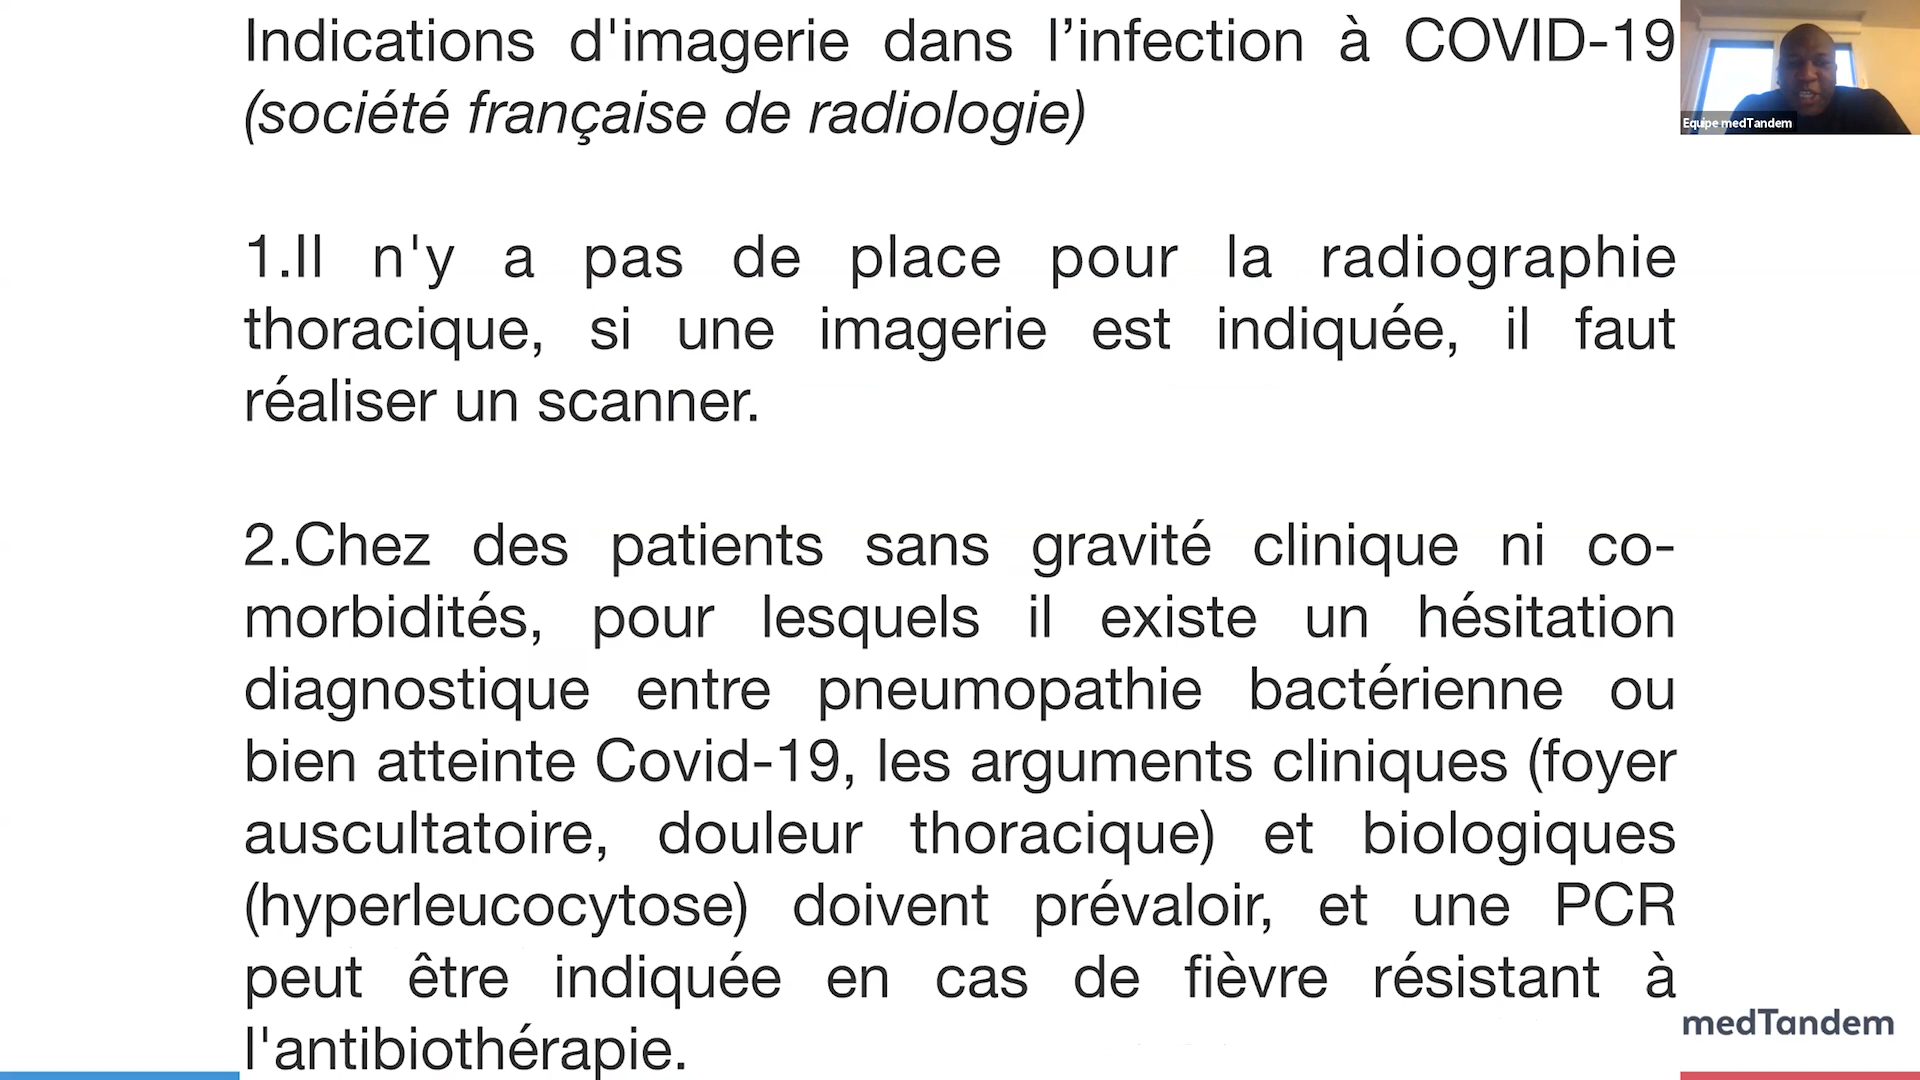 Indications d'imagerie dans l’infection à COVID-19
(société française de radiologie)
1.Il n'y a pas de place pour la radiographie
thoracique, si une imagerie est indiquée, il faut
réaliser un scanner.
2.Chez des patients sans gravité clinique ni co-
morbidités, pour lesquels il existe un hésitation
diagnostique entre pneumopathie bactérienne ou
bien atteinte Covid-19, les arguments cliniques (foyer
auscultatoire, douleur thoracique) et biologiques
(hyperleucocytose) doivent prévaloir, et une PCR
peut être indiquée en cas de fièvre résistant à
l'antibiothérapie.
Equipe medTandem
medTandem